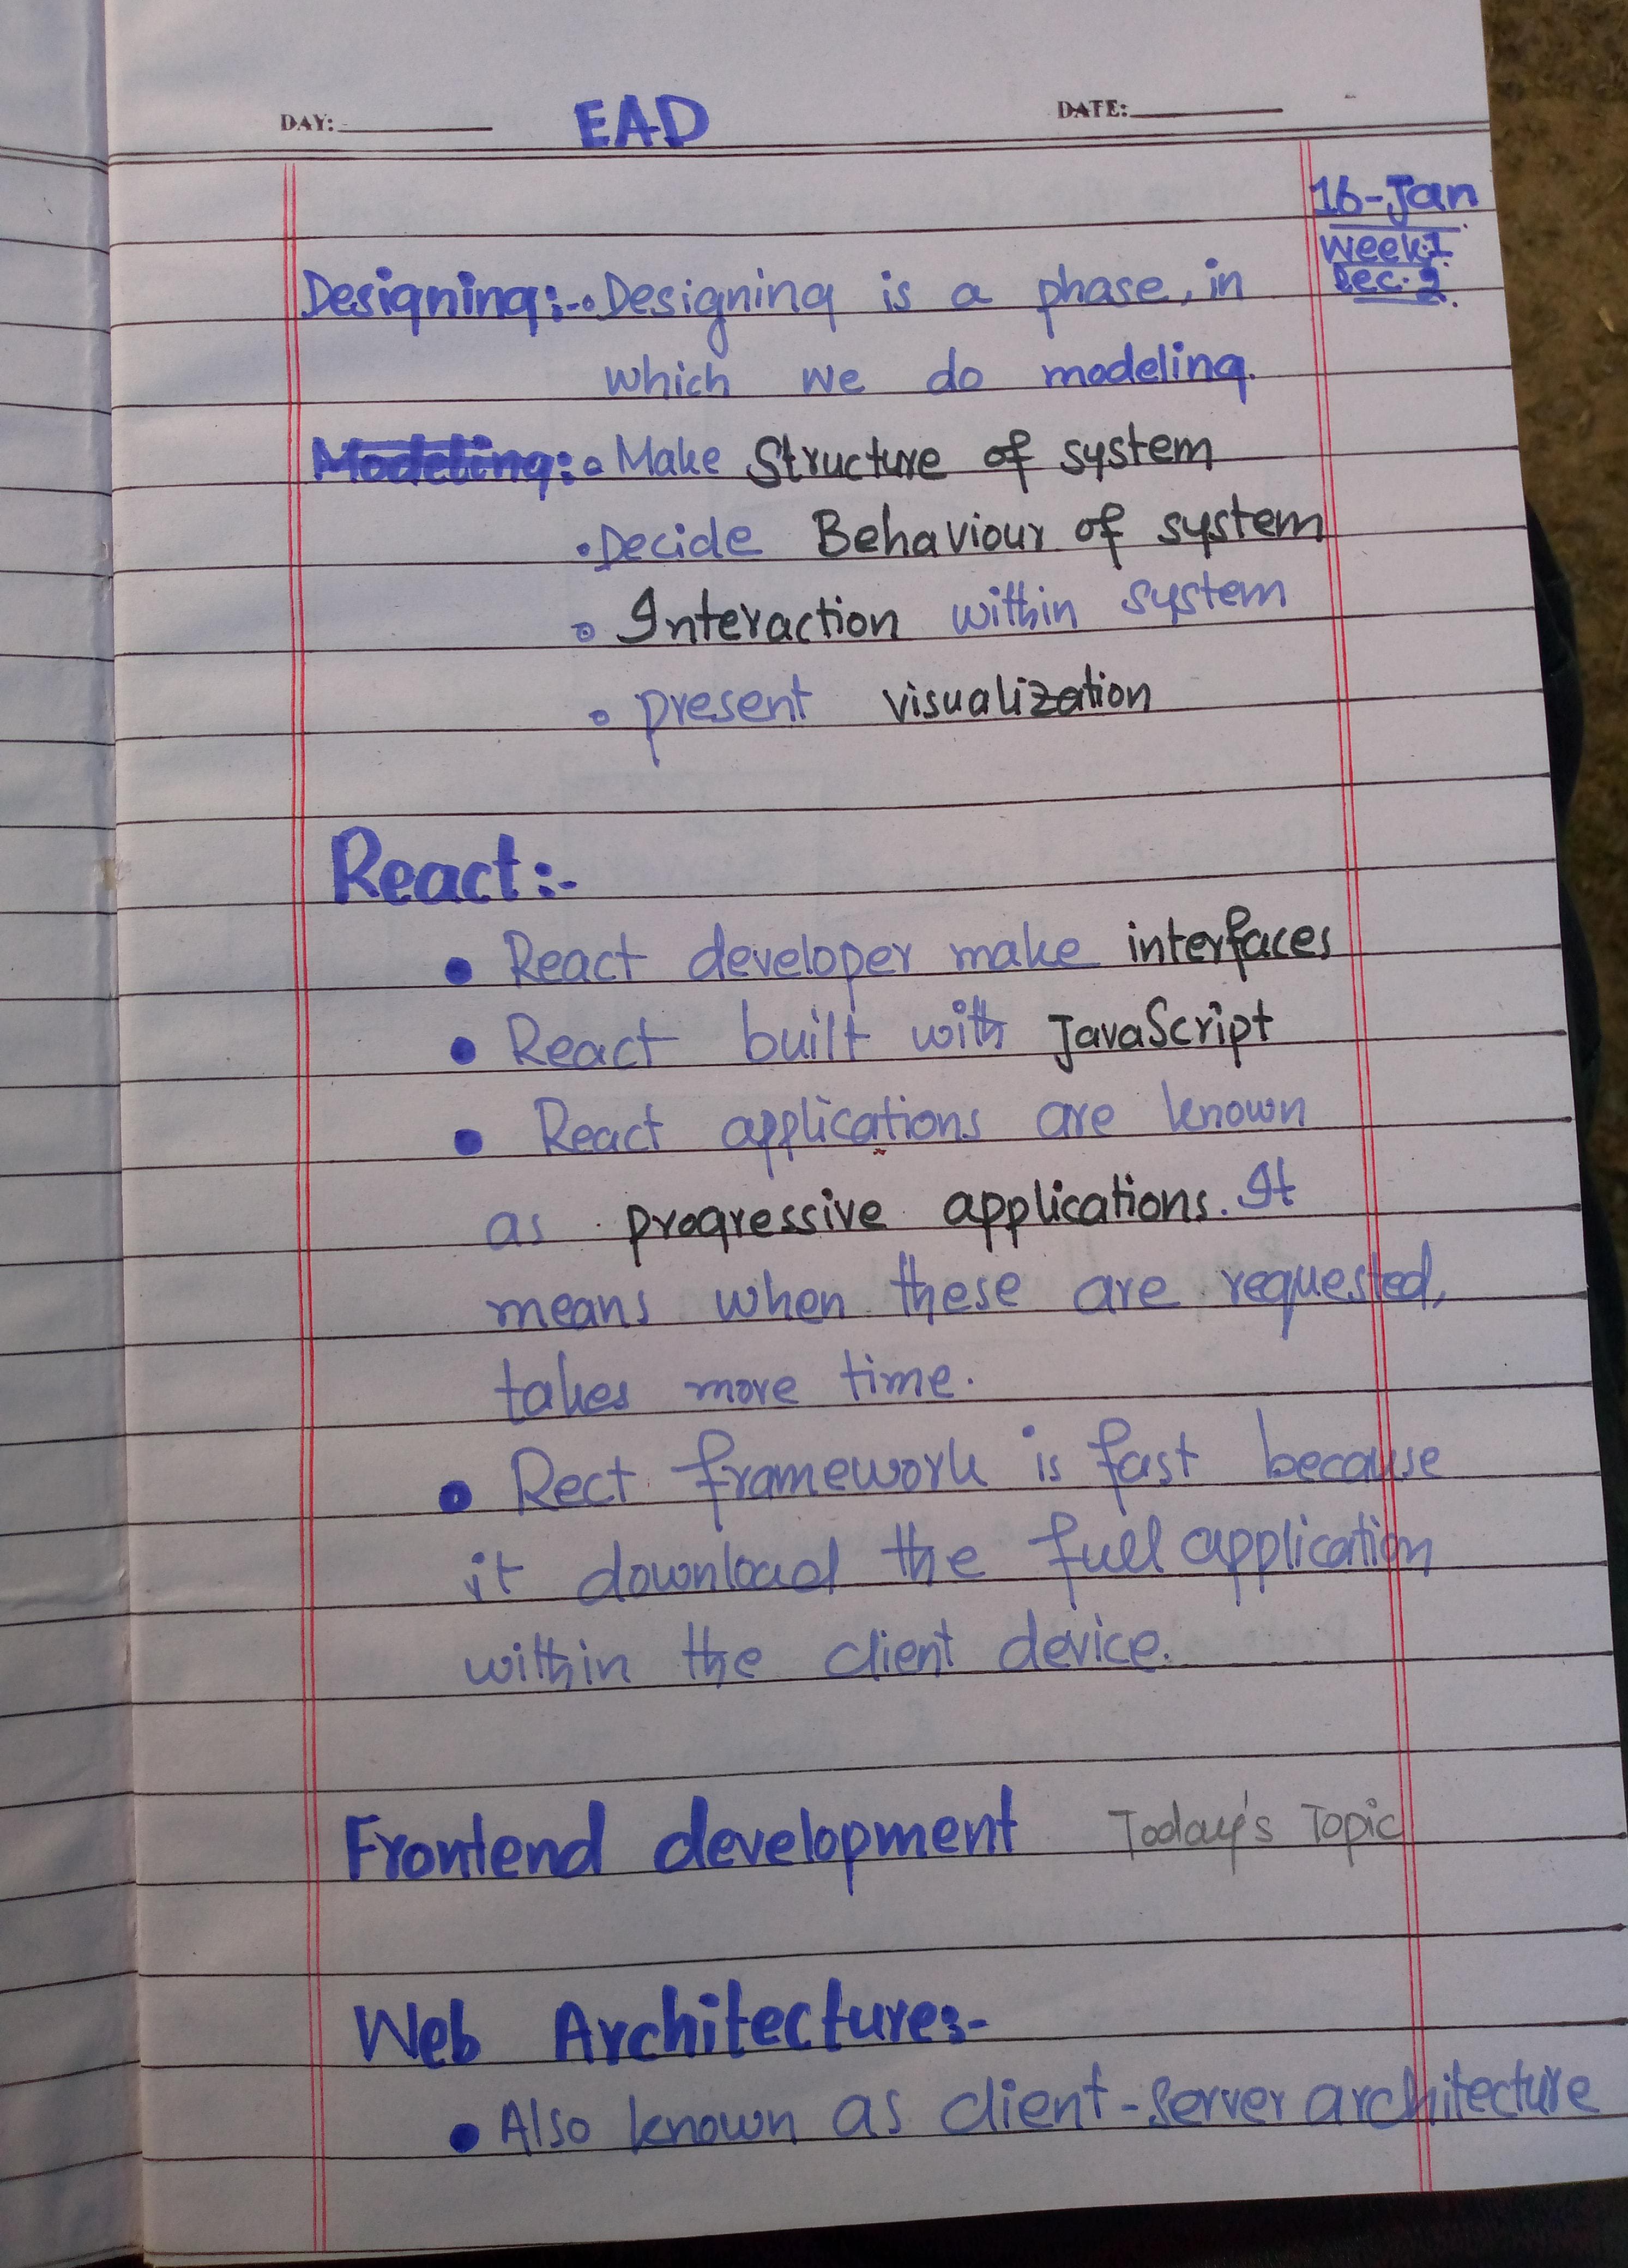 DAY: EAD DATE:
16-Jan
Week:1
Lec:2
Designing:-• Designing is a phase, in
which we do modeling.
Modeling:• Make Structure of system
• Decide Behaviour of system
• Interaction within system
• present visualization
React:-
• React developer make interfaces
• React built with JavaScript
• React applications are known
as progressive applications. It
means when these are requested,
takes more time.
• Rect framework is fast because
it download the full application
within the client device.
Frontend development Today's Topic
Web Architecture:-
• Also known as client-server architecture